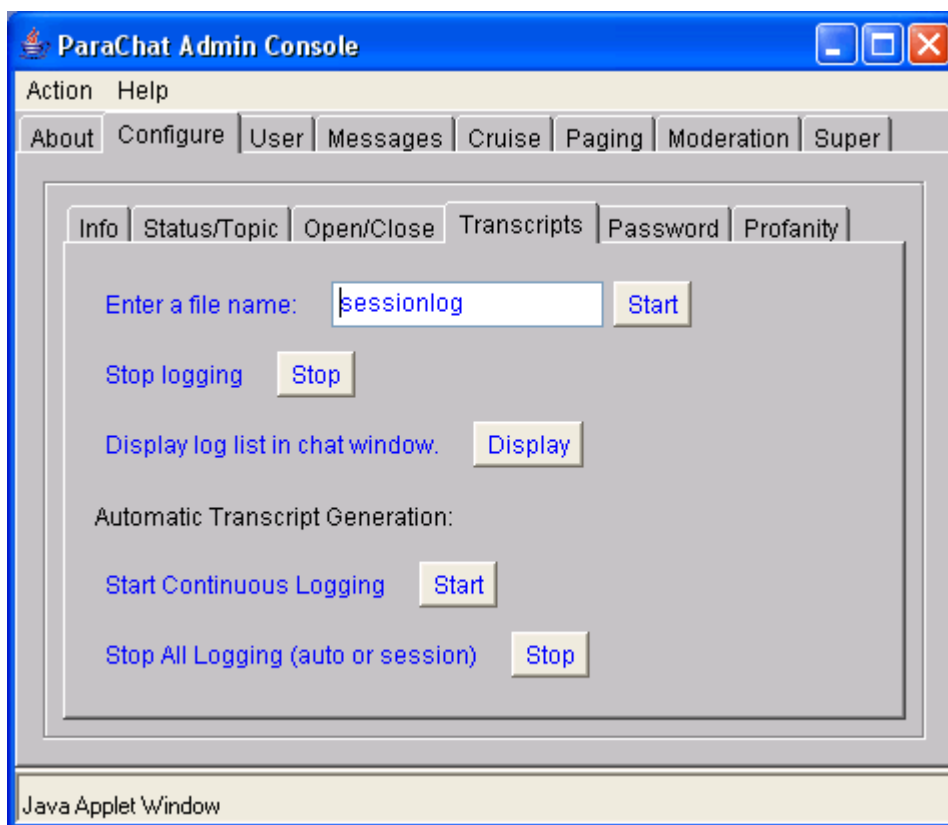 ParaChat Admin Console
Action Help
About Configure User Messages Cruise Paging Moderation Super
Info Status/Topic Open/Close Transcripts Password Profanity
Enter a file name: sessionlog Start
Stop logging Stop
Display log list in chat window. Display
Automatic Transcript Generation:
Start Continuous Logging Start
Stop All Logging (auto or session) Stop
Java Applet Window